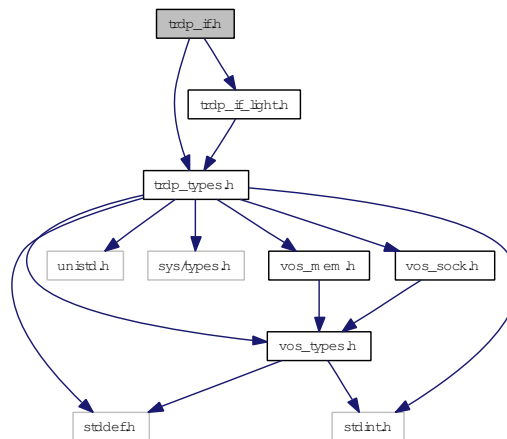 trdp_if.h
trdp_if_light.h
trdp_types.h
unistd.h
sys/types.h
vos_mem.h
vos_sock.h
vos_types.h
stddef.h
stdint.h